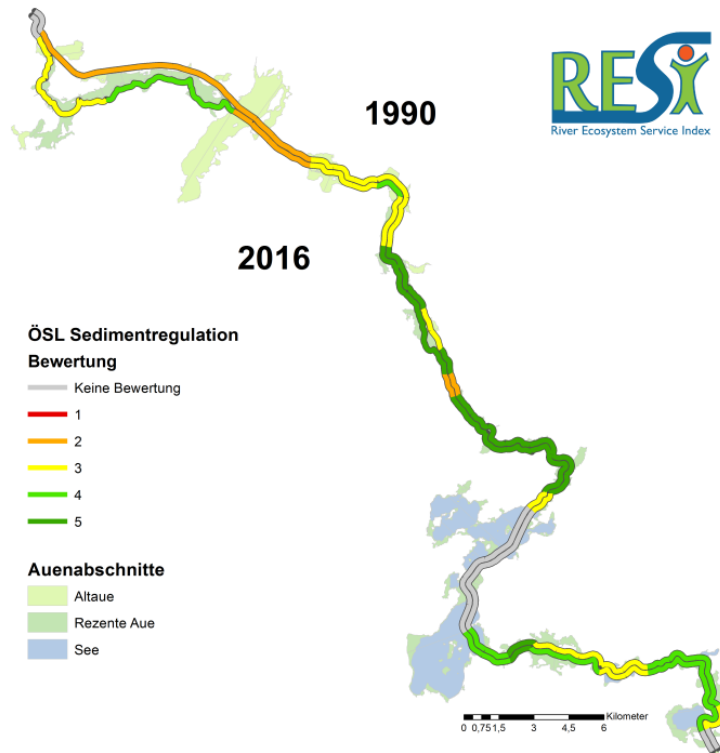 RESI
River Ecosystem Service Index
1990
2016
ÖSL Sedimentregulation
Bewertung
Keine Bewertung
1
2
3
4
5
Auenabschnitte
Altaue
Rezente Aue
See
Kilometer
0 0,75 1,5 3 4,5 6